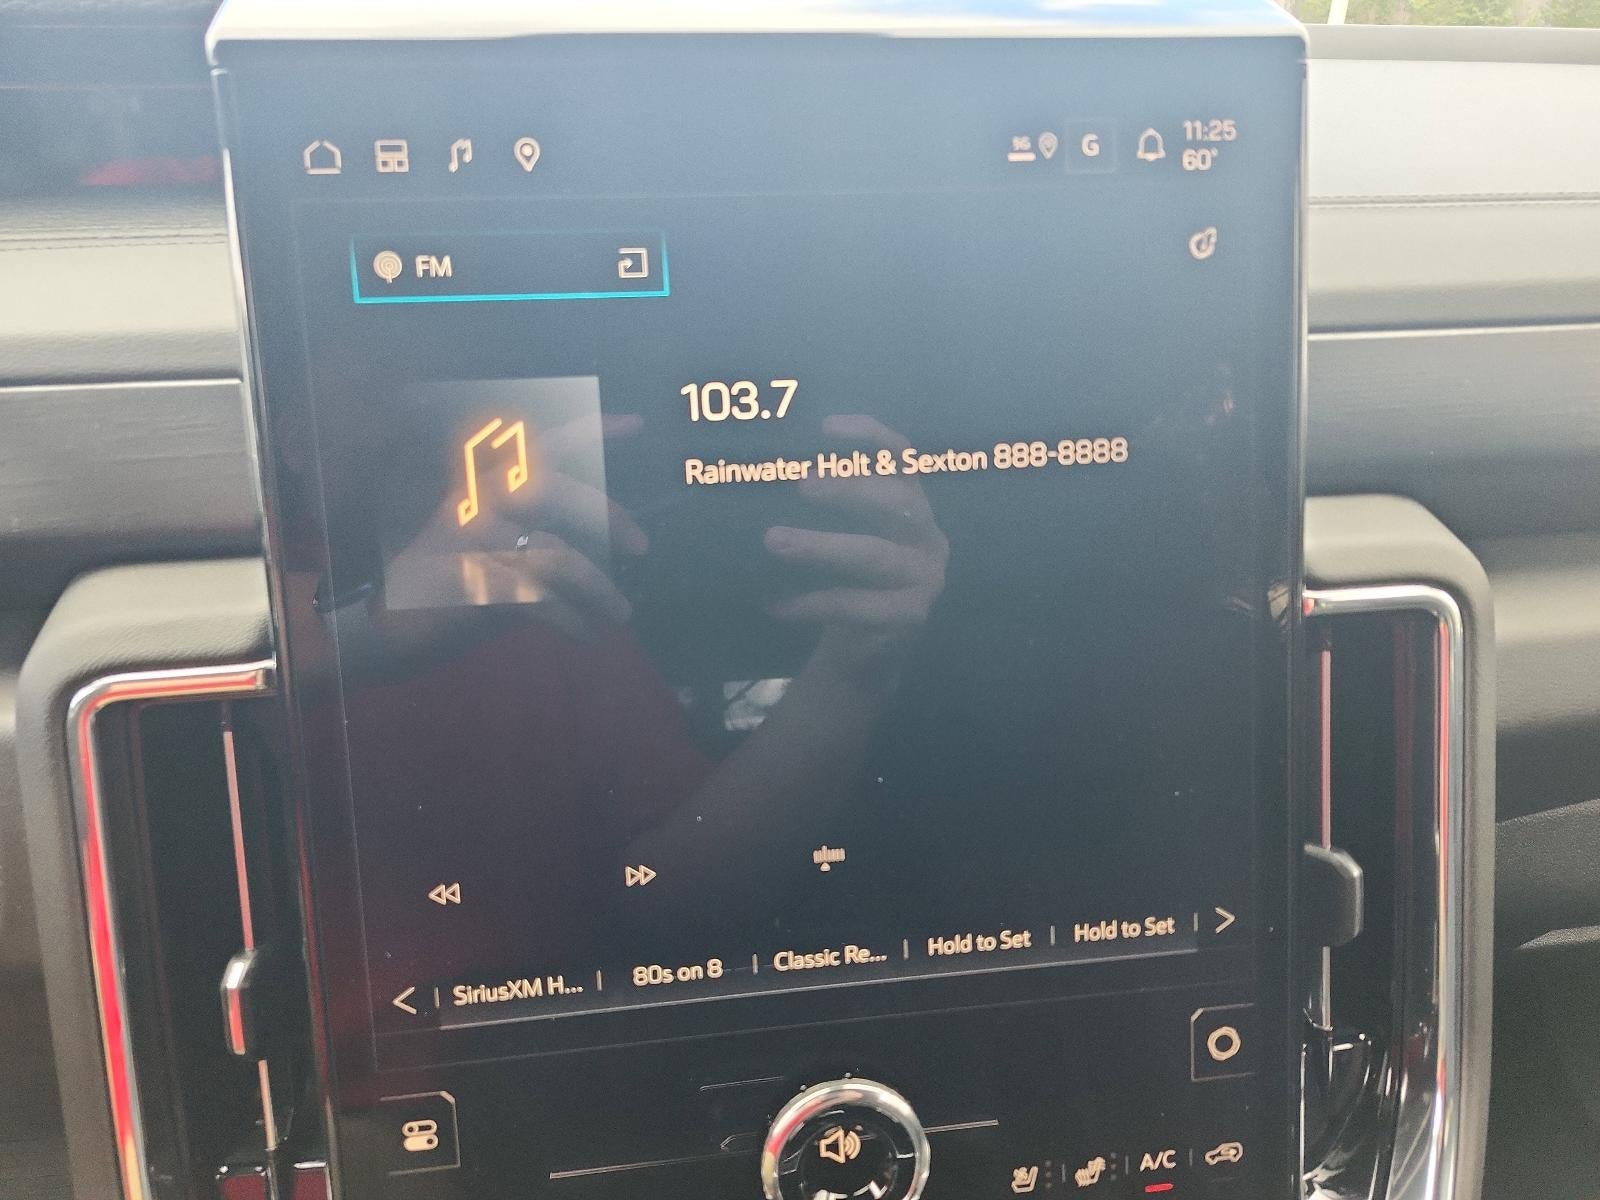 5G
G
11:25
60°
FM
103.7
Rainwater Holt & Sexton 888-8888
SiriusXM H... | 80s on 8 | Classic Re... | Hold to Set | Hold to Set
A/C